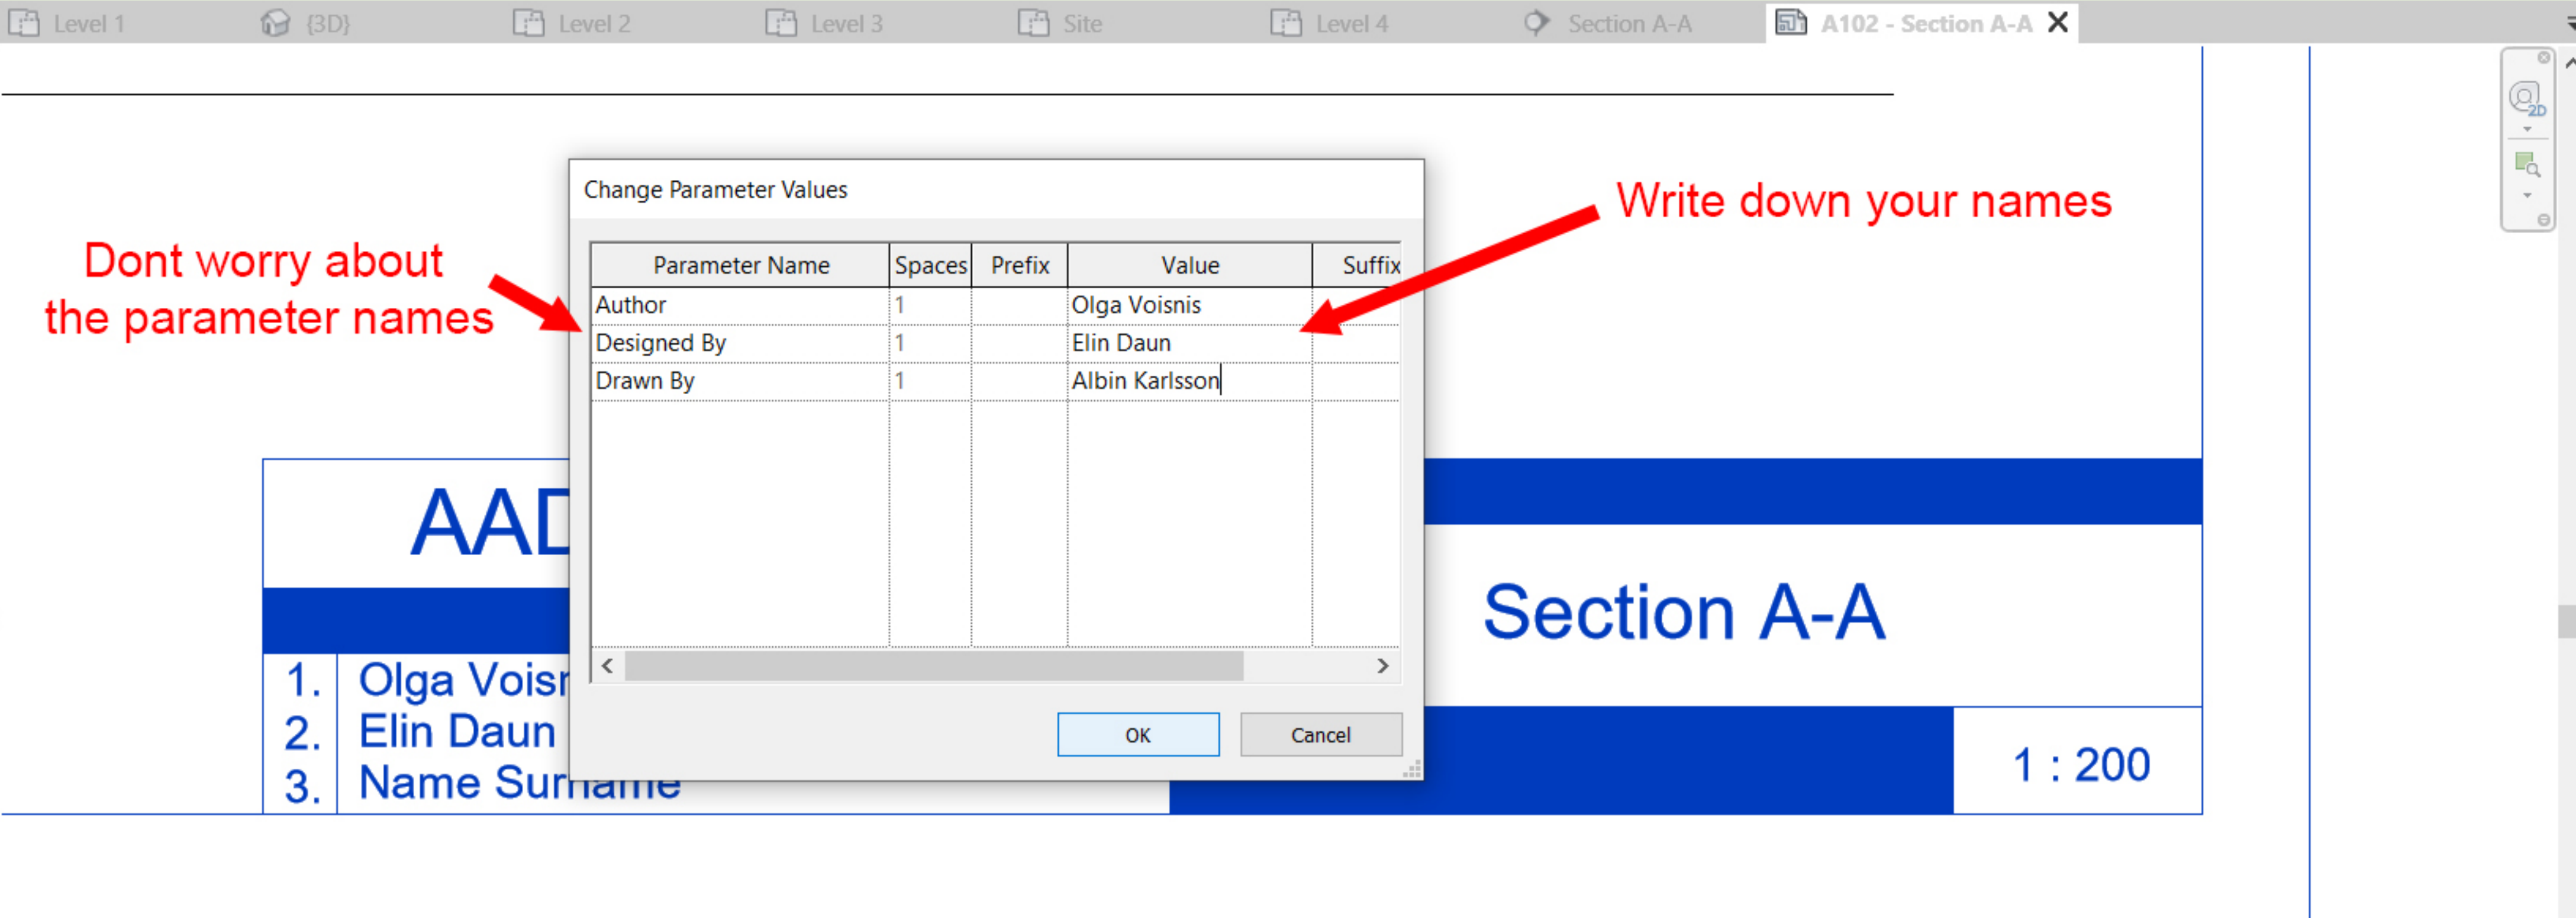 Level 1 {3D} Level 2 Level 3 Site Level 4 Section A-A A102 - Section A-A
2D
Change Parameter Values
Write down your names
Dont worry about
the parameter names
Parameter Name Spaces Prefix Value Suffix
Author 1 Olga Voisnis
Designed By 1 Elin Daun
Drawn By 1 Albin Karlsson
AAD
Section A-A
1. Olga Voisn
2. Elin Daun
3. Name Surname
OK Cancel
1 : 200